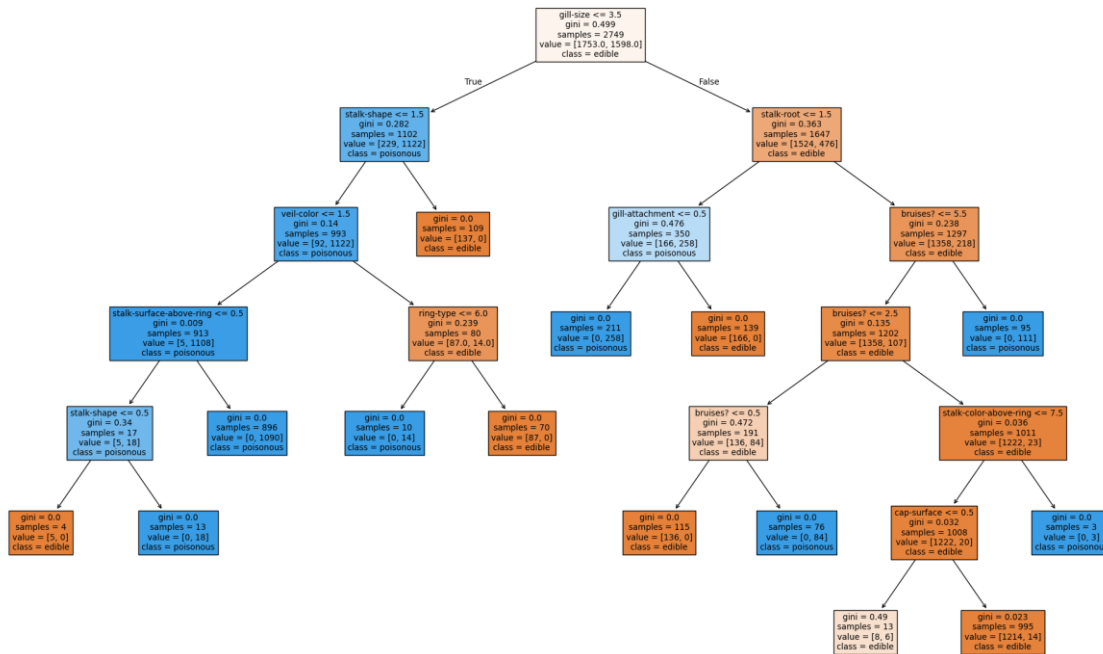 gill-size <= 3.5
gini = 0.499
samples = 2749
value = [1753.0, 1598.0]
class = edible
True
False
stalk-shape <= 1.5
gini = 0.282
samples = 1102
value = [229, 1122]
class = poisonous
stalk-root <= 1.5
gini = 0.363
samples = 1647
value = [1524, 476]
class = edible
veil-color <= 1.5
gini = 0.14
samples = 993
value = [92, 1122]
class = poisonous
gini = 0.0
samples = 109
value = [137, 0]
class = edible
gill-attachment <= 0.5
gini = 0.476
samples = 350
value = [166, 258]
class = poisonous
bruises? <= 5.5
gini = 0.238
samples = 1297
value = [1358, 218]
class = edible
stalk-surface-above-ring <= 0.5
gini = 0.009
samples = 913
value = [5, 1108]
class = poisonous
ring-type <= 6.0
gini = 0.239
samples = 80
value = [87.0, 14.0]
class = edible
gini = 0.0
samples = 211
value = [0, 258]
class = poisonous
gini = 0.0
samples = 139
value = [166, 0]
class = edible
bruises? <= 2.5
gini = 0.135
samples = 1202
value = [1358, 107]
class = edible
gini = 0.0
samples = 95
value = [0, 111]
class = poisonous
stalk-shape <= 0.5
gini = 0.34
samples = 17
value = [5, 18]
class = poisonous
gini = 0.0
samples = 896
value = [0, 1090]
class = poisonous
gini = 0.0
samples = 10
value = [0, 14]
class = poisonous
gini = 0.0
samples = 70
value = [87, 0]
class = edible
bruises? <= 0.5
gini = 0.472
samples = 191
value = [136, 84]
class = edible
stalk-color-above-ring <= 7.5
gini = 0.036
samples = 1011
value = [1222, 23]
class = edible
gini = 0.0
samples = 4
value = [5, 0]
class = edible
gini = 0.0
samples = 13
value = [0, 18]
class = poisonous
gini = 0.0
samples = 115
value = [136, 0]
class = edible
gini = 0.0
samples = 76
value = [0, 84]
class = poisonous
cap-surface <= 0.5
gini = 0.032
samples = 1008
value = [1222, 20]
class = edible
gini = 0.0
samples = 3
value = [0, 3]
class = poisonous
gini = 0.49
samples = 13
value = [8, 6]
class = edible
gini = 0.023
samples = 995
value = [1214, 14]
class = edible